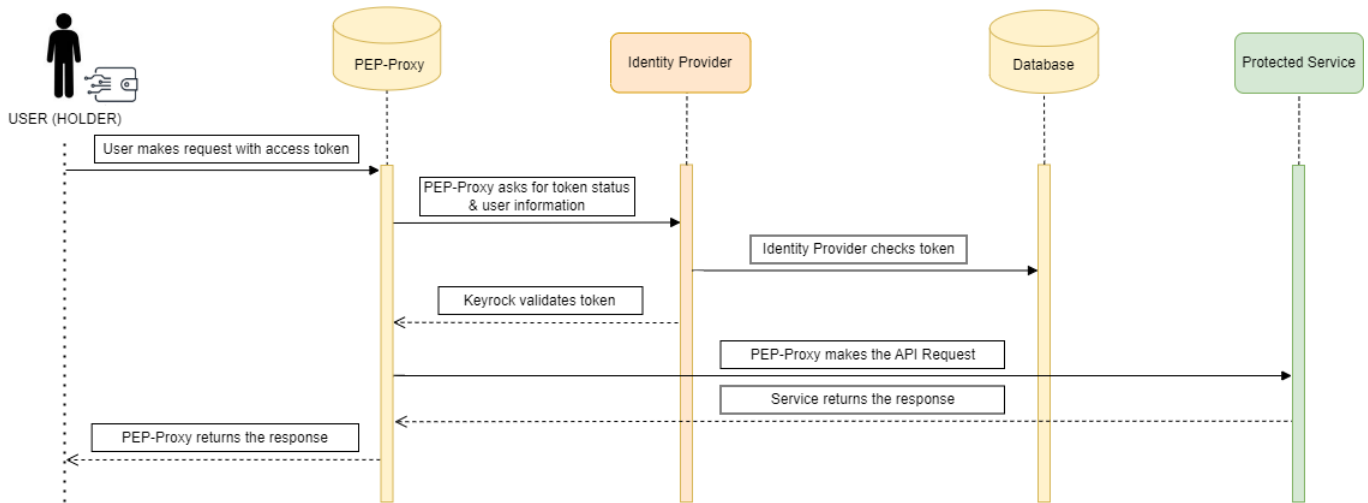 PEP-Proxy
Identity Provider
Database
Protected Service
USER (HOLDER)
User makes request with access token
PEP-Proxy asks for token status
& user information
Identity Provider checks token
Keyrock validates token
PEP-Proxy makes the API Request
Service returns the response
PEP-Proxy returns the response